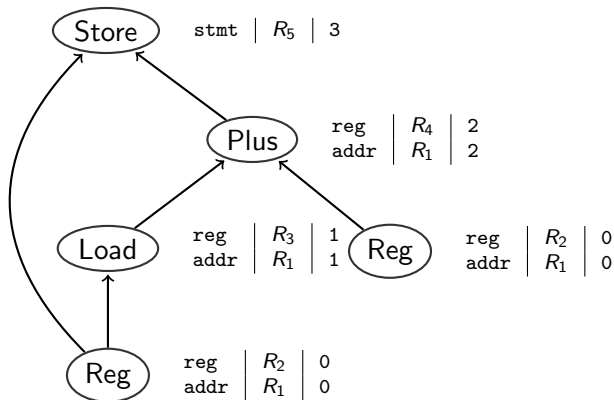 Store stmt | R₅ | 3
Plus reg | R₄ | 2
addr | R₁ | 2
Load reg | R₃ | 1
addr | R₁ | 1
Reg reg | R₂ | 0
addr | R₁ | 0
Reg reg | R₂ | 0
addr | R₁ | 0